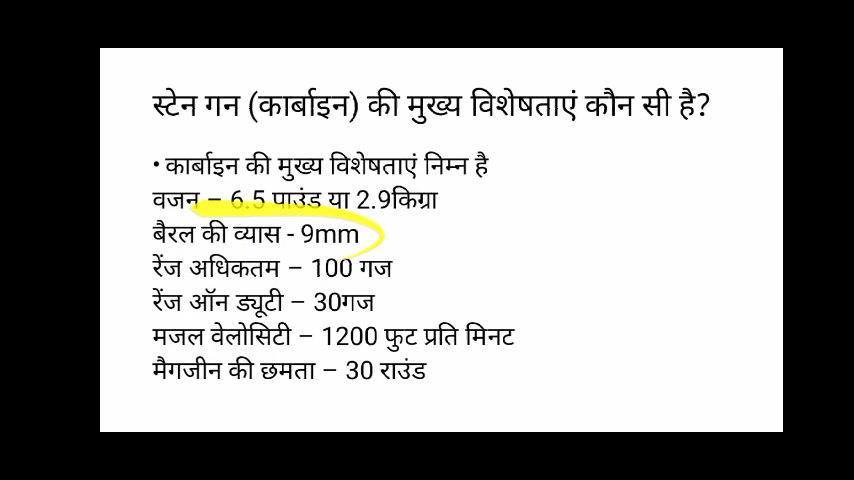 स्टेन गन (कार्बाइन) की मुख्य विशेषताएं कौन सी है?
• कार्बाइन की मुख्य विशेषताएं निम्न है
वजन – 6.5 पाउंड या 2.9किग्रा
बैरल की व्यास - 9mm
रेंज अधिकतम – 100 गज
रेंज ऑन ड्यूटी – 30गज
मजल वेलोसिटी – 1200 फुट प्रति मिनट
मैगजीन की छमता – 30 राउंड